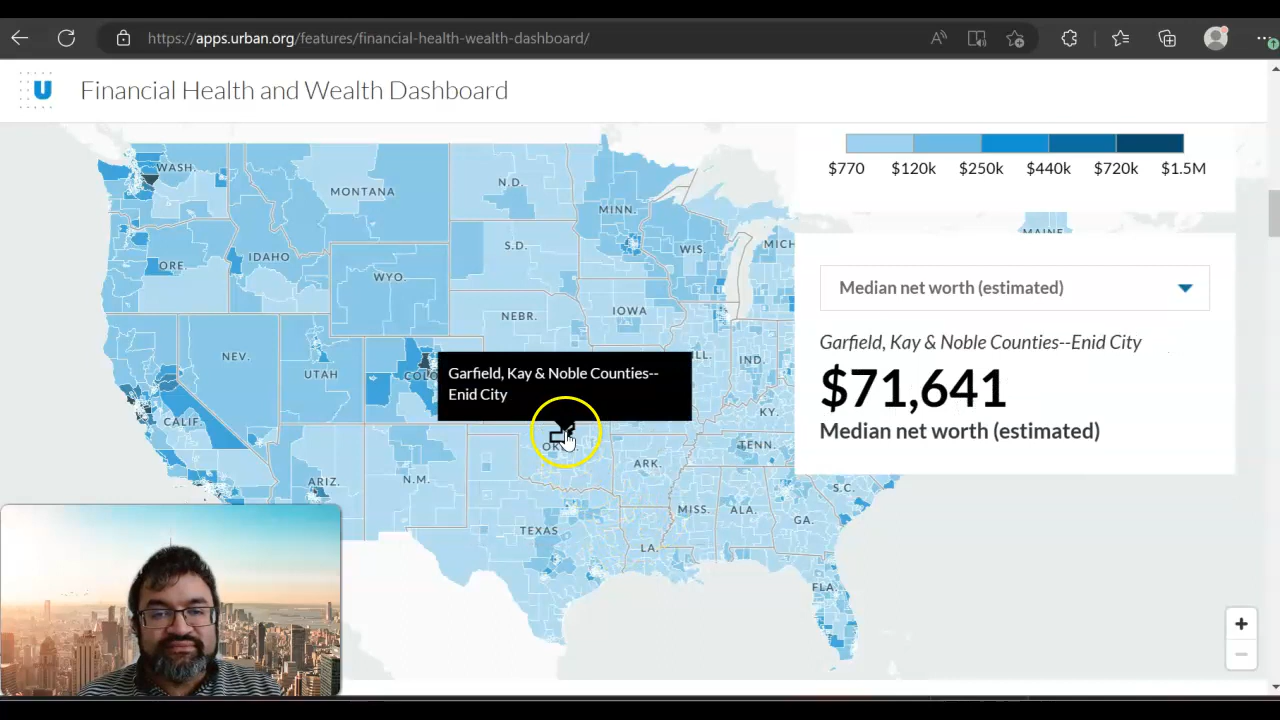 https://apps.urban.org/features/financial-health-wealth-dashboard/
U
Financial Health and Wealth Dashboard
$770 $120k $250k $440k $720k $1.5M
WASH.
MONTANA
N.D.
MINN.
MAINE
ORE.
IDAHO
S.D.
WIS.
MICH
WYO.
Median net worth (estimated)
NEBR.
IOWA
NEV.
UTAH
COLO
ILL.
IND.
Garfield, Kay & Noble Counties--Enid City
$71,641
Median net worth (estimated)
Garfield, Kay & Noble Counties--
Enid City
CALIF.
KY.
TENN.
ARIZ.
N.M.
ARK.
S.C.
MISS.
ALA.
GA.
TEXAS
LA.
FLA.
+
−